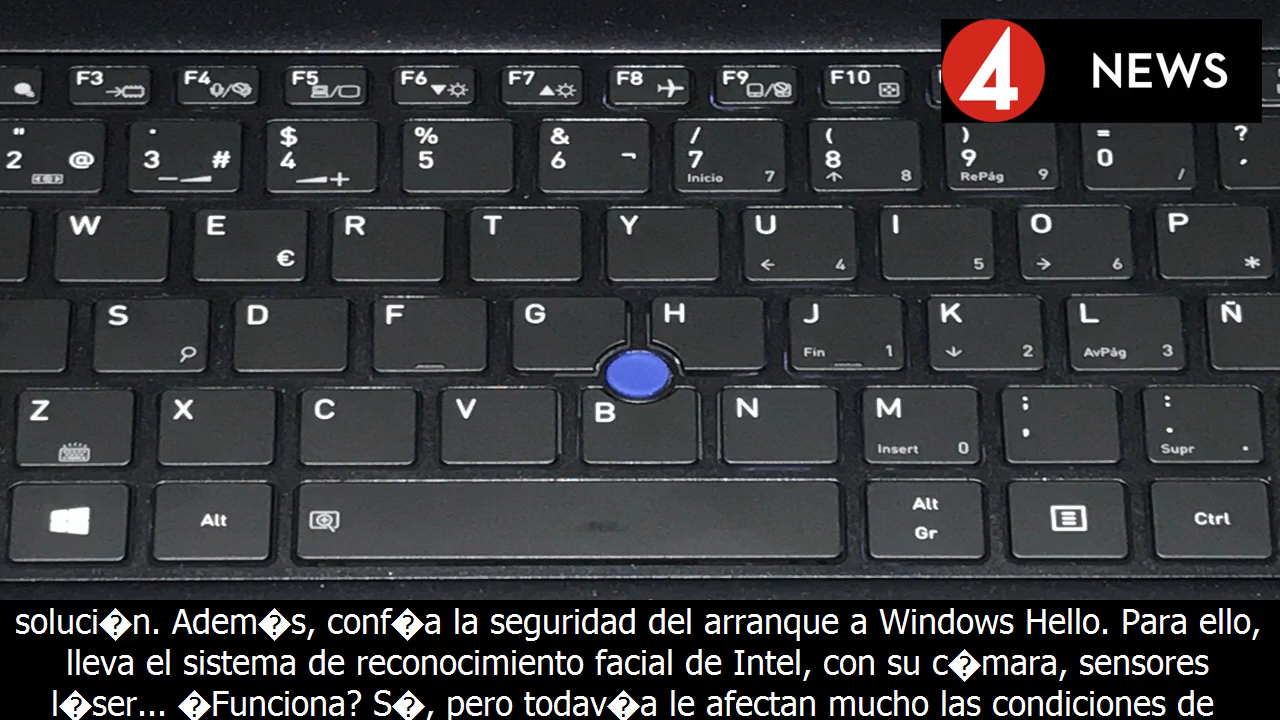 4 NEWS
F3 F4 F5 F6 F7 F8 F9 F10
" 2 @ · 3 # $ 4 % 5 & 6 ¬ / 7 Inicio 7 ( 8 8 ) 9 RePág 9 = 0 / ? .
W E € R T Y U 4 I 5 O 6 P *
S D F G H J Fin 1 K 2 L AvPág 3 Ñ
Z X C V B N M Insert 0 ; , : . Supr .
Alt Alt Gr Ctrl
soluci�n. Adem�s, conf�a la seguridad del arranque a Windows Hello. Para ello,
lleva el sistema de reconocimiento facial de Intel, con su c�mara, sensores
l�ser... �Funciona? S�, pero todav�a le afectan mucho las condiciones de